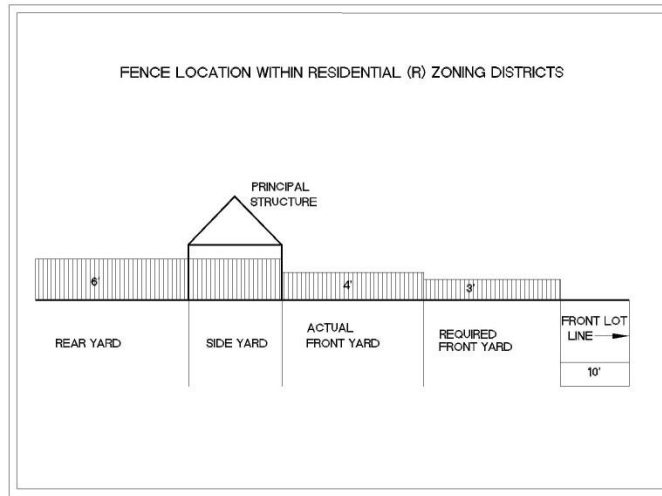 FENCE LOCATION WITHIN RESIDENTIAL (R) ZONING DISTRICTS
PRINCIPAL
STRUCTURE
6'
4'
3'
REAR YARD
SIDE YARD
ACTUAL
FRONT YARD
REQUIRED
FRONT YARD
FRONT LOT
LINE
10'